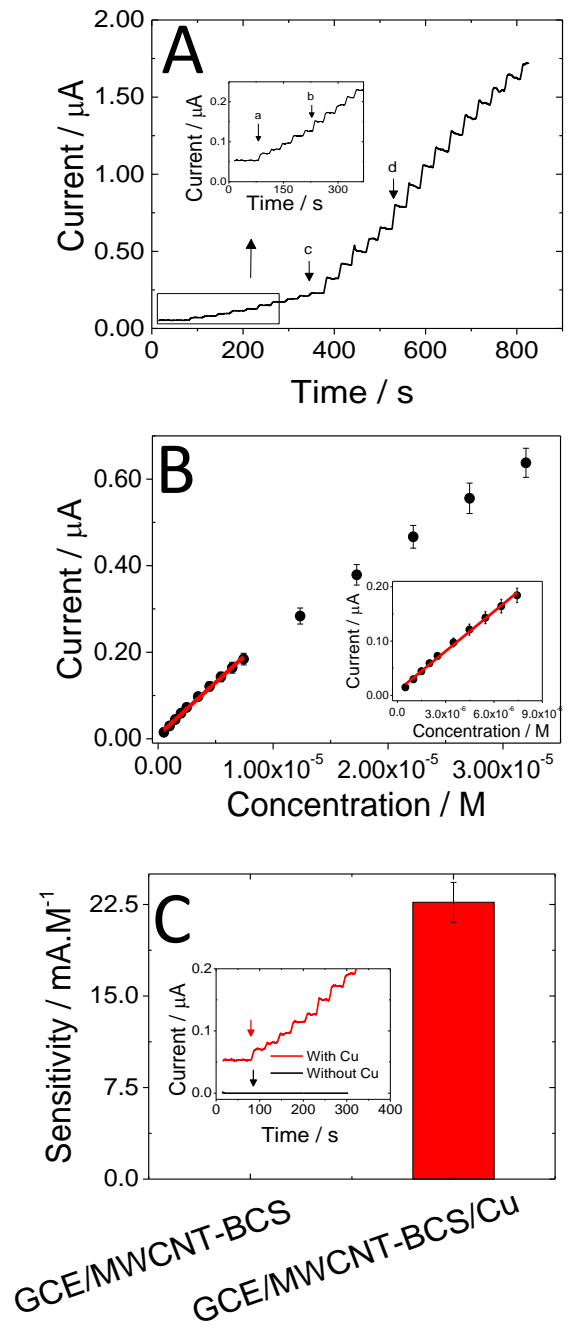 A
2.00
1.50
1.00
0.50
0.00
Current / μA
0 200 400 600 800
Time / s
a
b
c
d
0.2
0.1
0.0
Current / μA
0 150 300
Time / s
B
0.60
0.40
0.20
0.00
Current / μA
0.00 1.00x10⁻⁵ 2.00x10⁻⁵ 3.00x10⁻⁵
Concentration / M
0.20
0.10
0.00
Current / μA
0.0 3.0x10⁻⁶ 6.0x10⁻⁶ 9.0x10⁻⁶
Concentration / M
C
22.5
15.0
7.5
0.0
Sensitivity / mA.M⁻¹
GCE/MWCNT-BCS
GCE/MWCNT-BCS/Cu
0.2
0.1
0.0
Current / μA
With Cu
Without Cu
0 100 200 300 400
Time / s